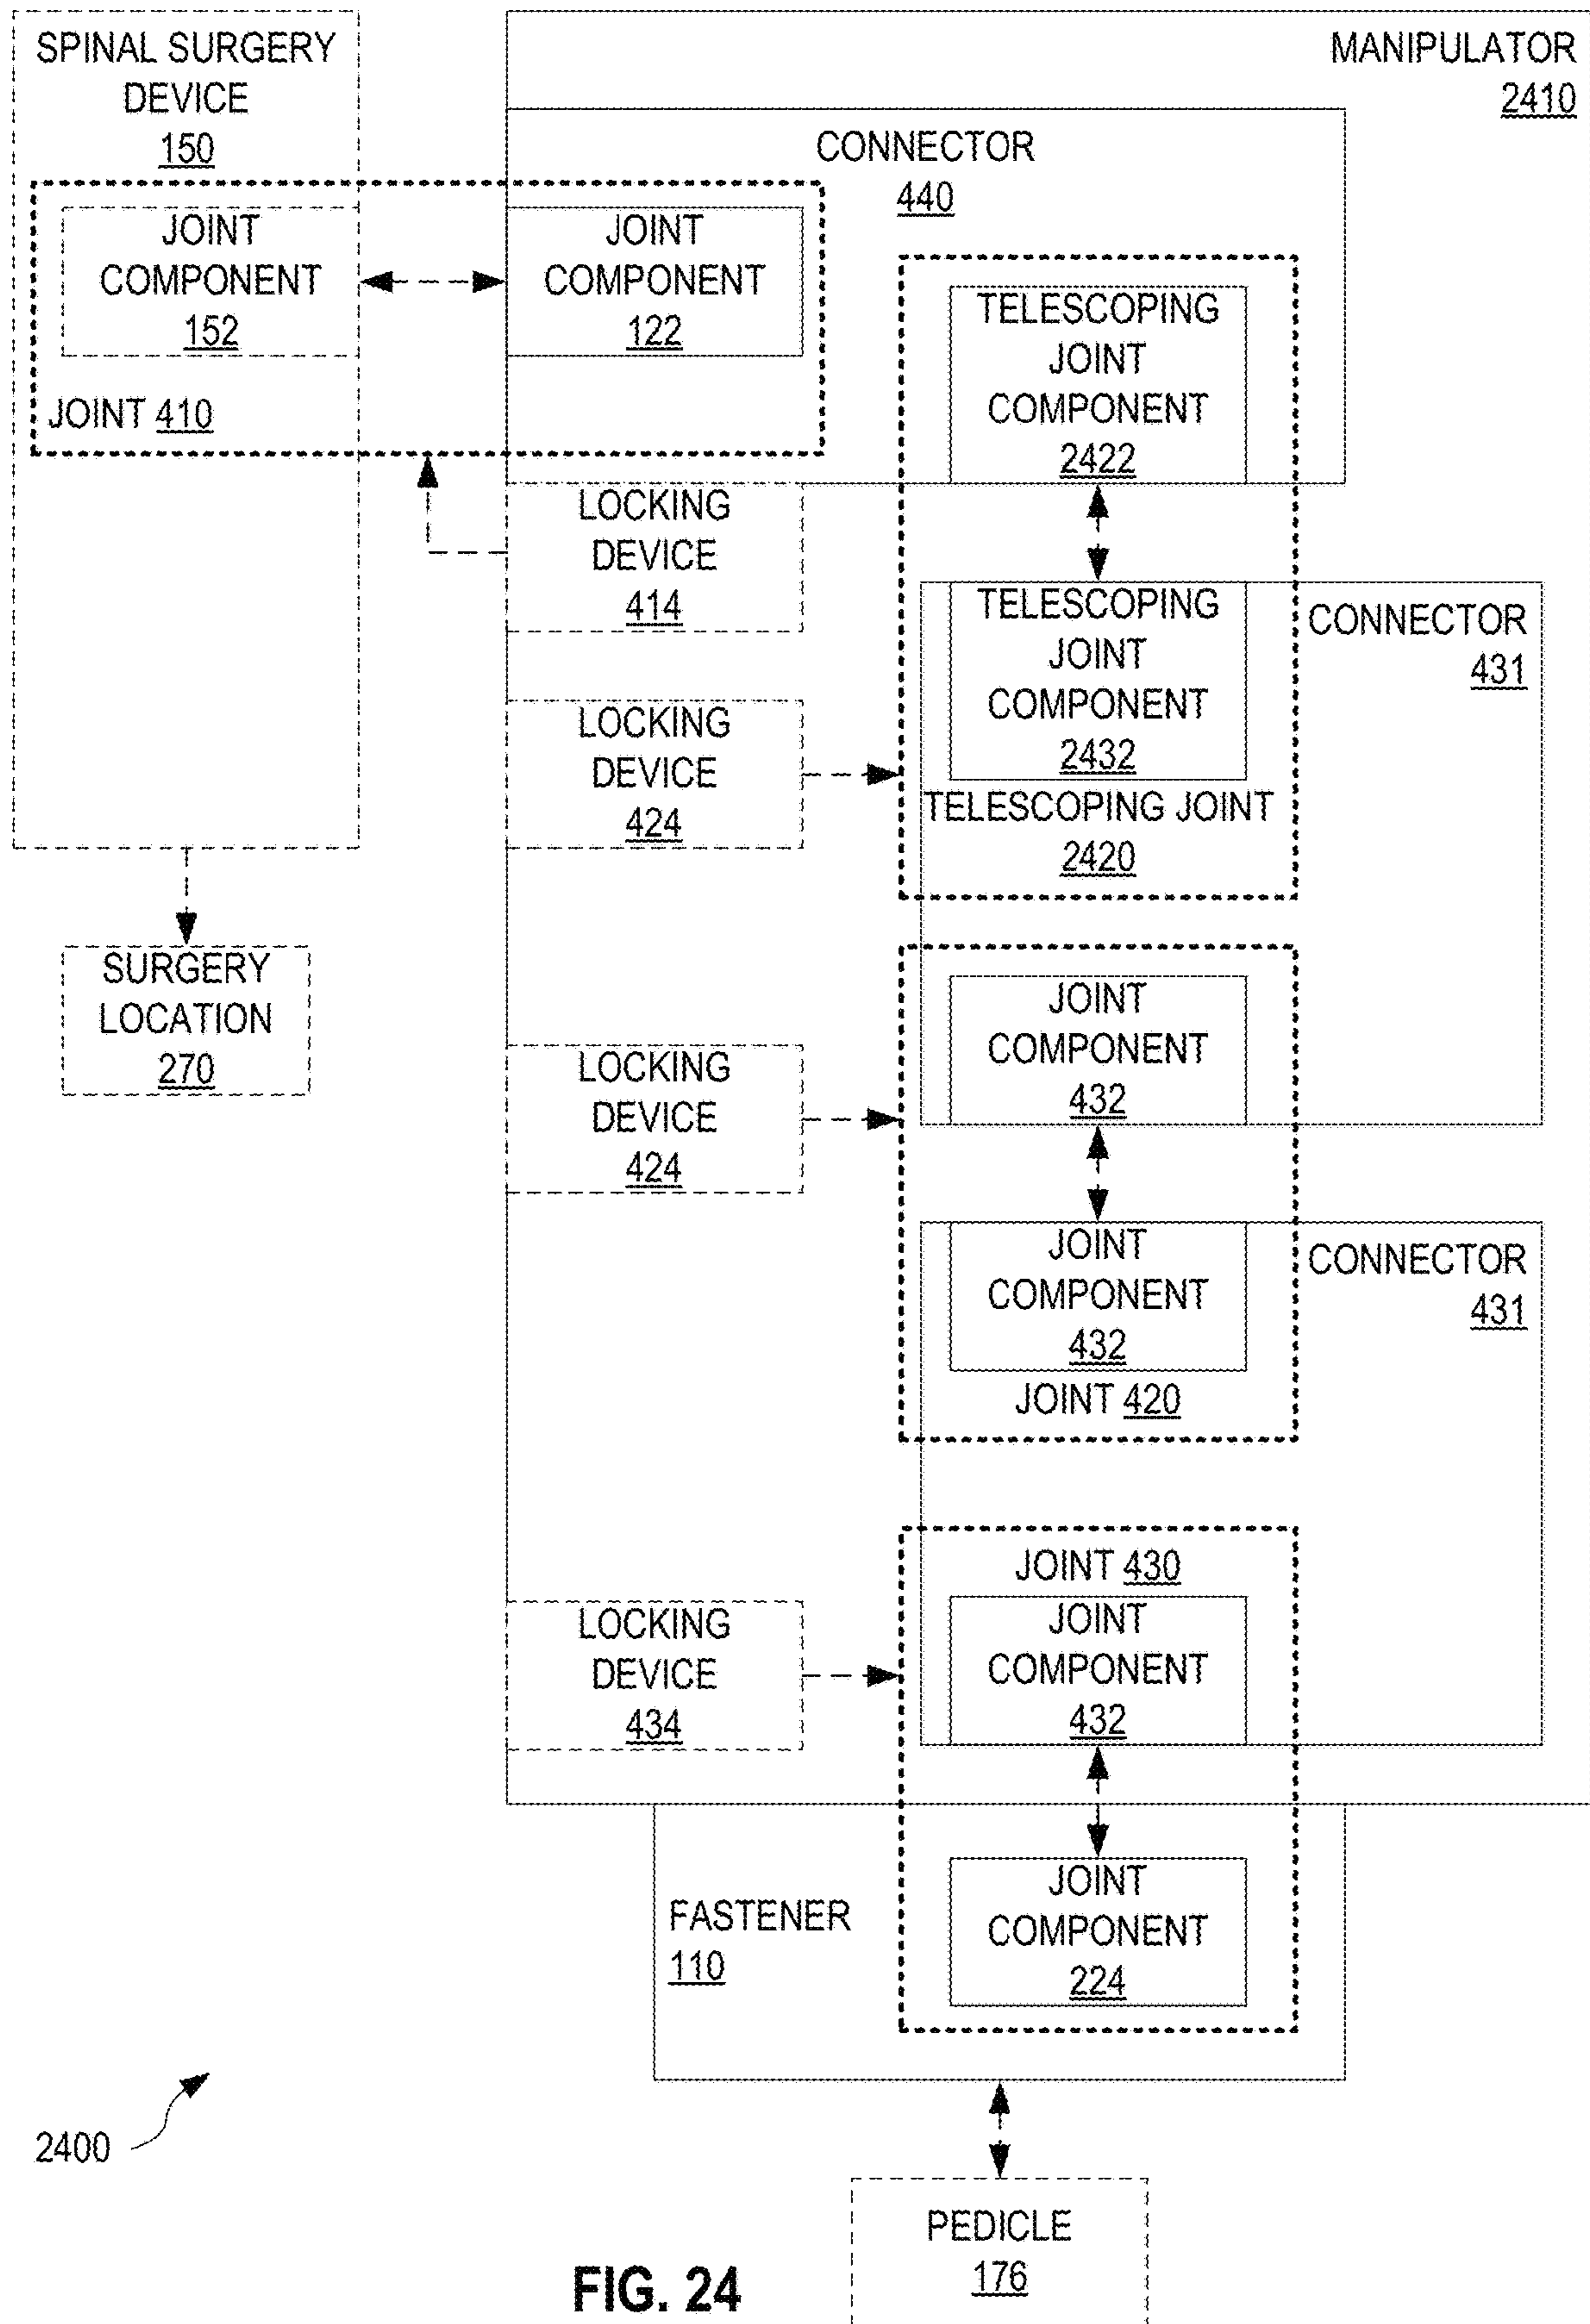 SPINAL SURGERY
DEVICE
150
MANIPULATOR
2410
CONNECTOR
440
JOINT
COMPONENT
152
JOINT
COMPONENT
122
JOINT 410
TELESCOPING
JOINT
COMPONENT
2422
LOCKING
DEVICE
414
TELESCOPING
JOINT
COMPONENT
2432
TELESCOPING JOINT
2420
CONNECTOR
431
LOCKING
DEVICE
424
SURGERY
LOCATION
270
JOINT
COMPONENT
432
LOCKING
DEVICE
424
JOINT
COMPONENT
432
JOINT 420
CONNECTOR
431
JOINT 430
JOINT
COMPONENT
432
LOCKING
DEVICE
434
FASTENER
110
JOINT
COMPONENT
224
2400
PEDICLE
176
FIG. 24